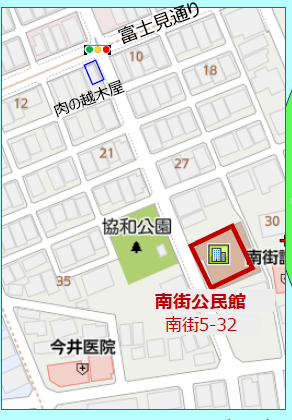 富士見通り
10
18
肉の越木屋
12
21
27
協和公園
30
南街診
35
南街公民館
南街5-32
今井医院